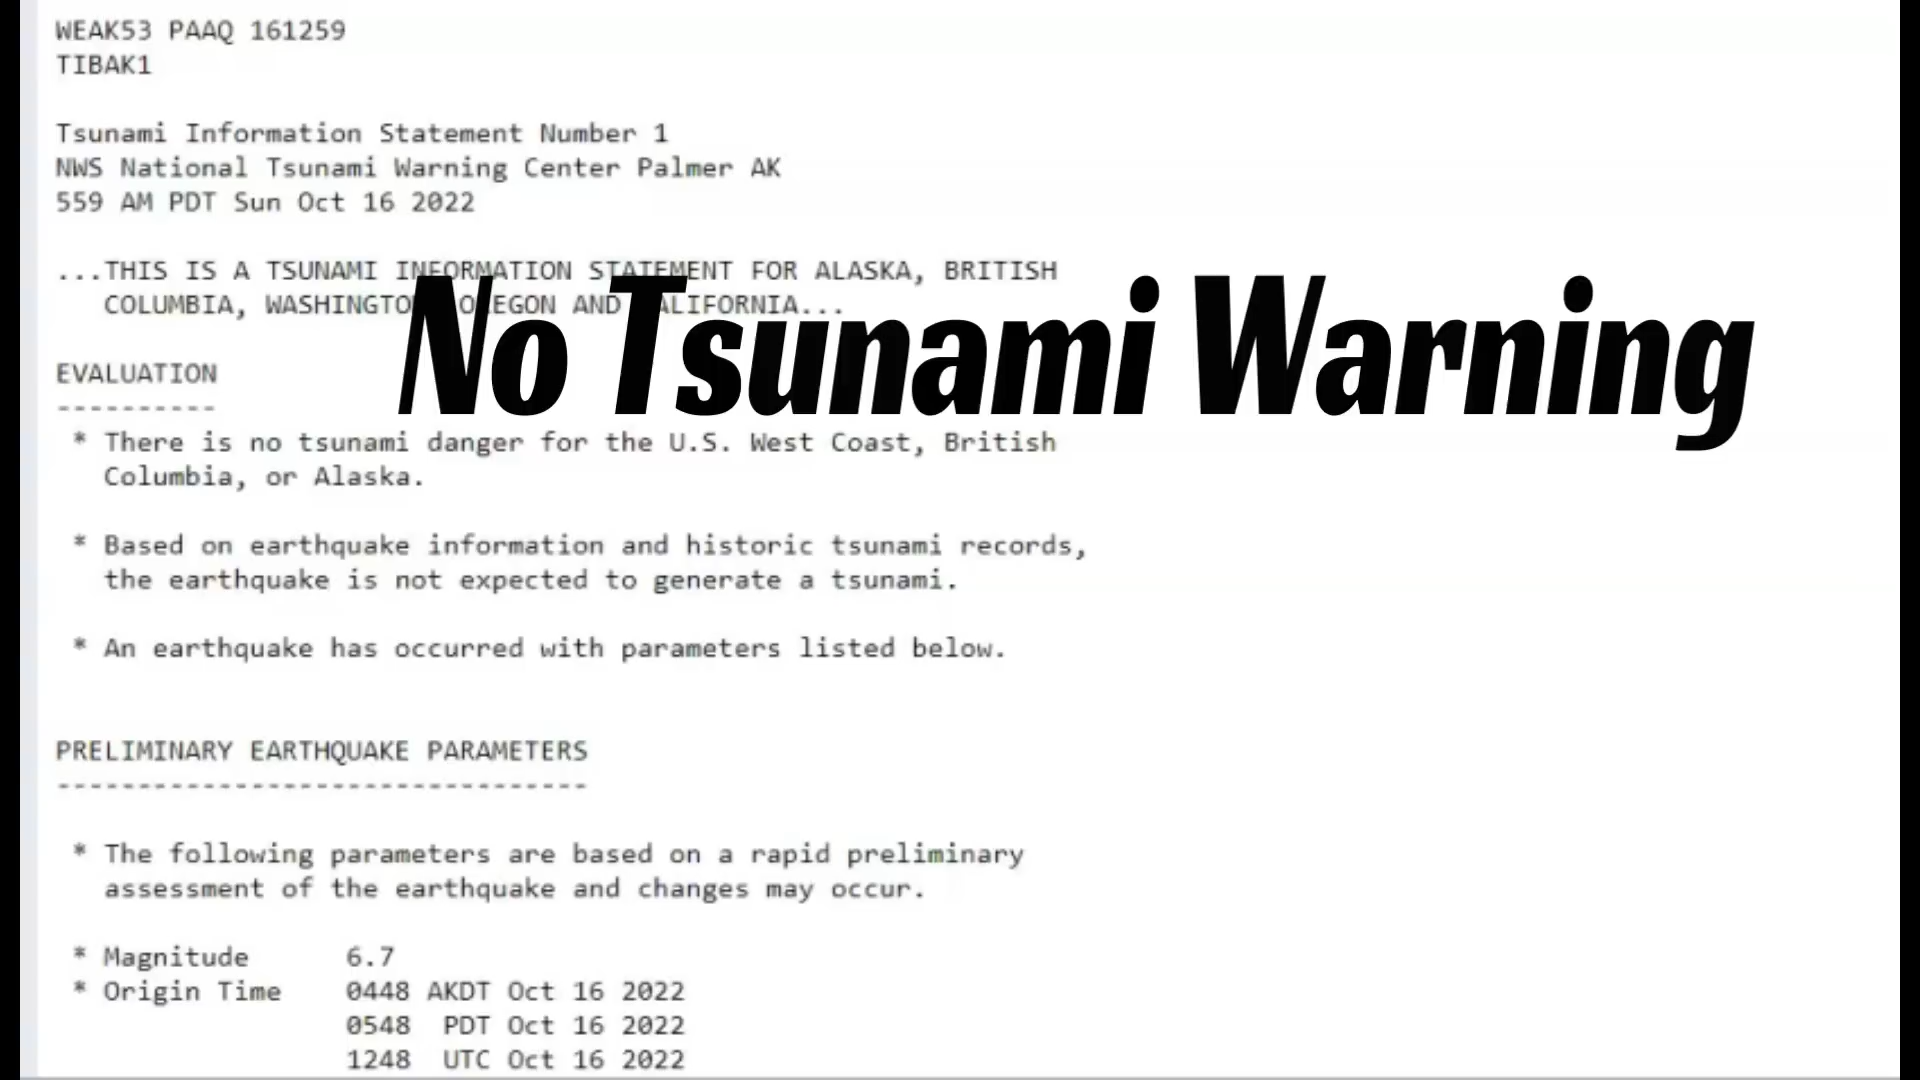 WEAK53 PAAQ 161259
TIBAK1
Tsunami Information Statement Number 1
NWS National Tsunami Warning Center Palmer AK
559 AM PDT Sun Oct 16 2022
...THIS IS A TSUNAMI INFORMATION STATEMENT FOR ALASKA, BRITISH
COLUMBIA, WASHINGTON, OREGON AND CALIFORNIA...
No Tsunami Warning
EVALUATION
----------
* There is no tsunami danger for the U.S. West Coast, British
Columbia, or Alaska.
* Based on earthquake information and historic tsunami records,
the earthquake is not expected to generate a tsunami.
* An earthquake has occurred with parameters listed below.
PRELIMINARY EARTHQUAKE PARAMETERS
---------------------------------
* The following parameters are based on a rapid preliminary
assessment of the earthquake and changes may occur.
* Magnitude 6.7
* Origin Time 0448 AKDT Oct 16 2022
0548 PDT Oct 16 2022
1248 UTC Oct 16 2022